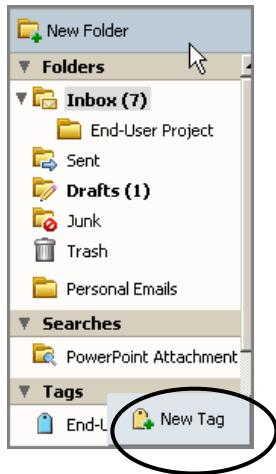 New Folder
Folders
Inbox (7)
End-User Project
Sent
Drafts (1)
Junk
Trash
Personal Emails
Searches
PowerPoint Attachment
Tags
End-
New Tag